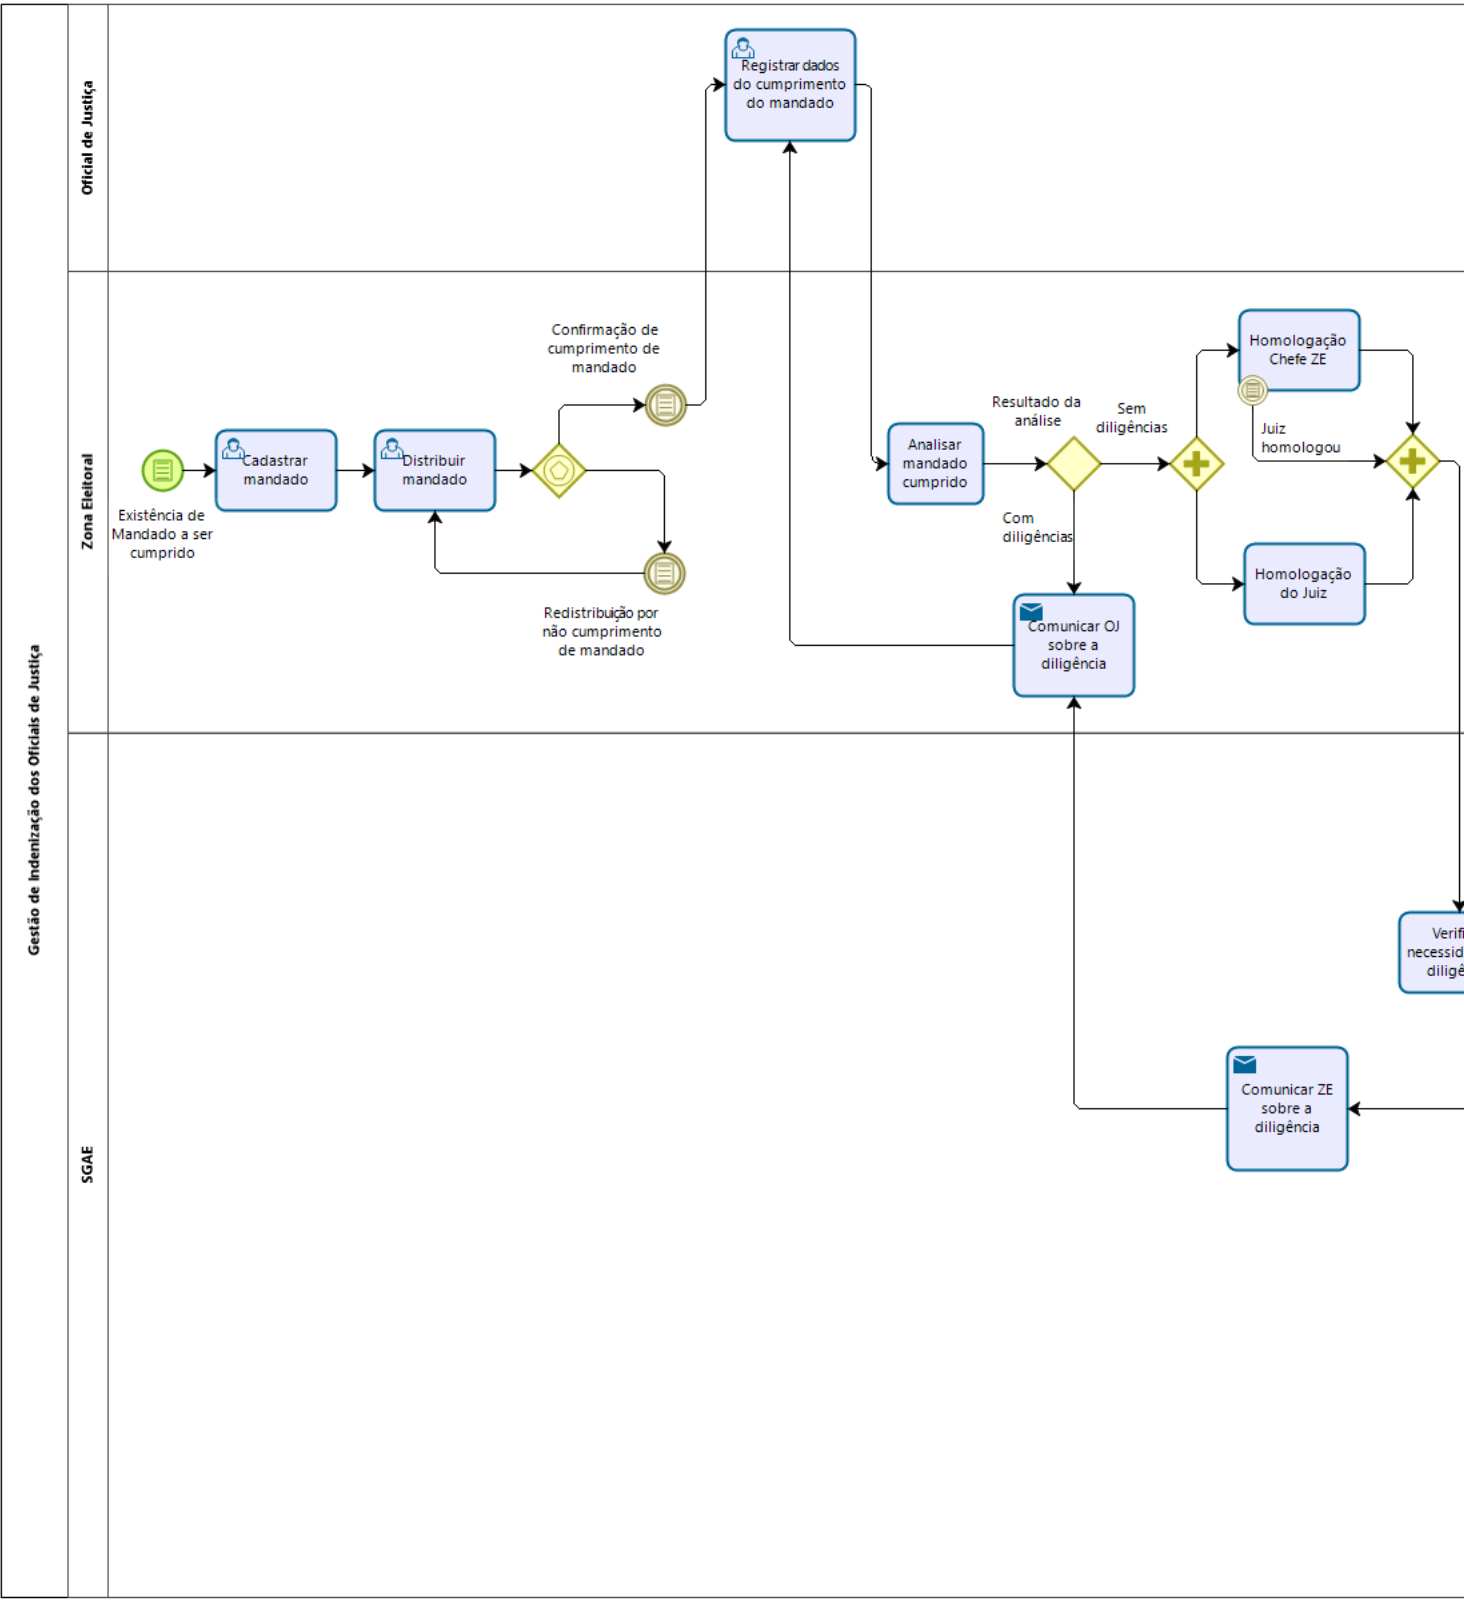 Gestão de Indenização dos Oficiais de Justiça
Oficial de Justiça
Registrar dados
do cumprimento
do mandado
Zona Eleitoral
Existência de
Mandado a ser
cumprido
Cadastrar
mandado
Distribuir
mandado
Confirmação de
cumprimento de
mandado
Redistribuição por
não cumprimento
de mandado
Analisar
mandado
cumprido
Resultado da
análise
Sem
diligências
Com
diligências
Comunicar OJ
sobre a
diligência
Homologação
Chefe ZE
Juiz
homologou
Homologação
do Juiz
SGAE
Verifi
necessid
diligê
Comunicar ZE
sobre a
diligência